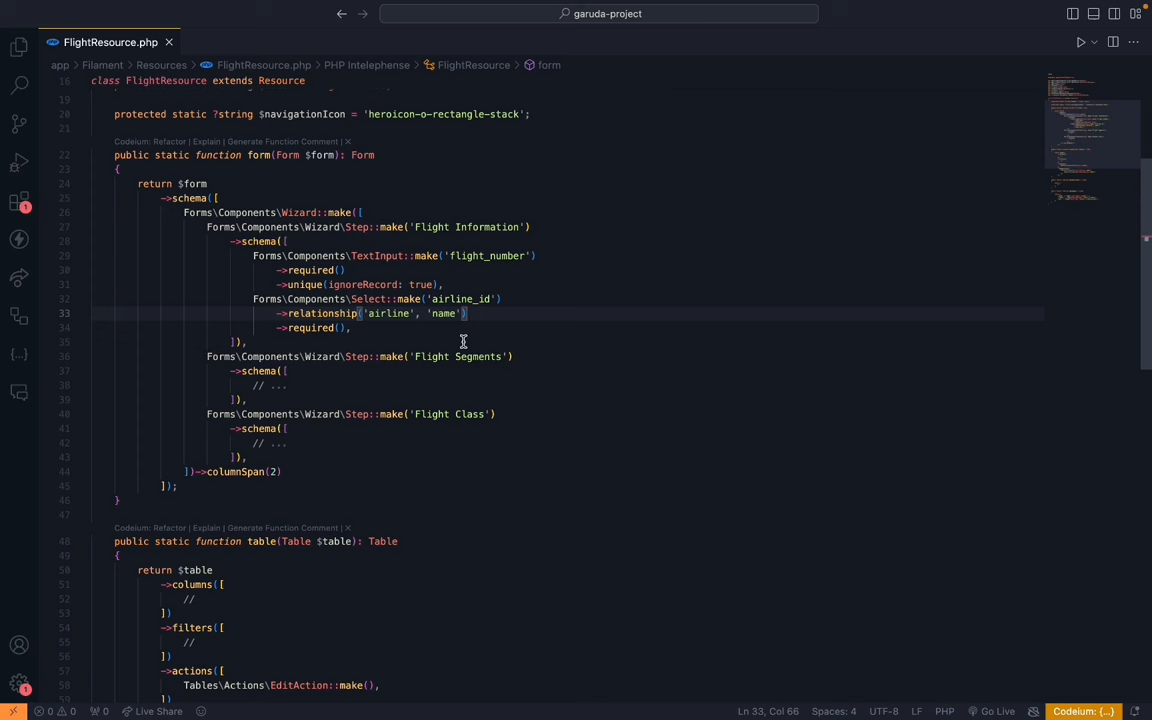 garuda-project
FlightResource.php
app > Filament > Resources > FlightResource.php > PHP Intelephense > FlightResource > form
16 class FlightResource extends Resource
19
20 protected static ?string $navigationIcon = 'heroicon-o-rectangle-stack';
21
Codeium: Refactor | Explain | Generate Function Comment | ×
22 public static function form(Form $form): Form
23 {
24 return $form
25 ->schema([
26 Forms\Components\Wizard::make([
27 Forms\Components\Wizard\Step::make('Flight Information')
28 ->schema([
29 Forms\Components\TextInput::make('flight_number')
30 ->required()
31 ->unique(ignoreRecord: true),
32 Forms\Components\Select::make('airline_id')
33 ->relationship('airline', 'name')
34 ->required(),
35 ]),
36 Forms\Components\Wizard\Step::make('Flight Segments')
37 ->schema([
38 // ...
39 ]),
40 Forms\Components\Wizard\Step::make('Flight Class')
41 ->schema([
42 // ...
43 ]),
44 ])->columnSpan(2)
45 ]);
46 }
47
Codeium: Refactor | Explain | Generate Function Comment | ×
48 public static function table(Table $table): Table
49 {
50 return $table
51 ->columns([
52 //
53 ])
54 ->filters([
55 //
56 ])
57 ->actions([
58 Tables\Actions\EditAction::make(),
59 ])
1
1
0 0 0 Live Share Ln 33, Col 66 Spaces: 4 UTF-8 LF PHP Go Live Codeium: {...}